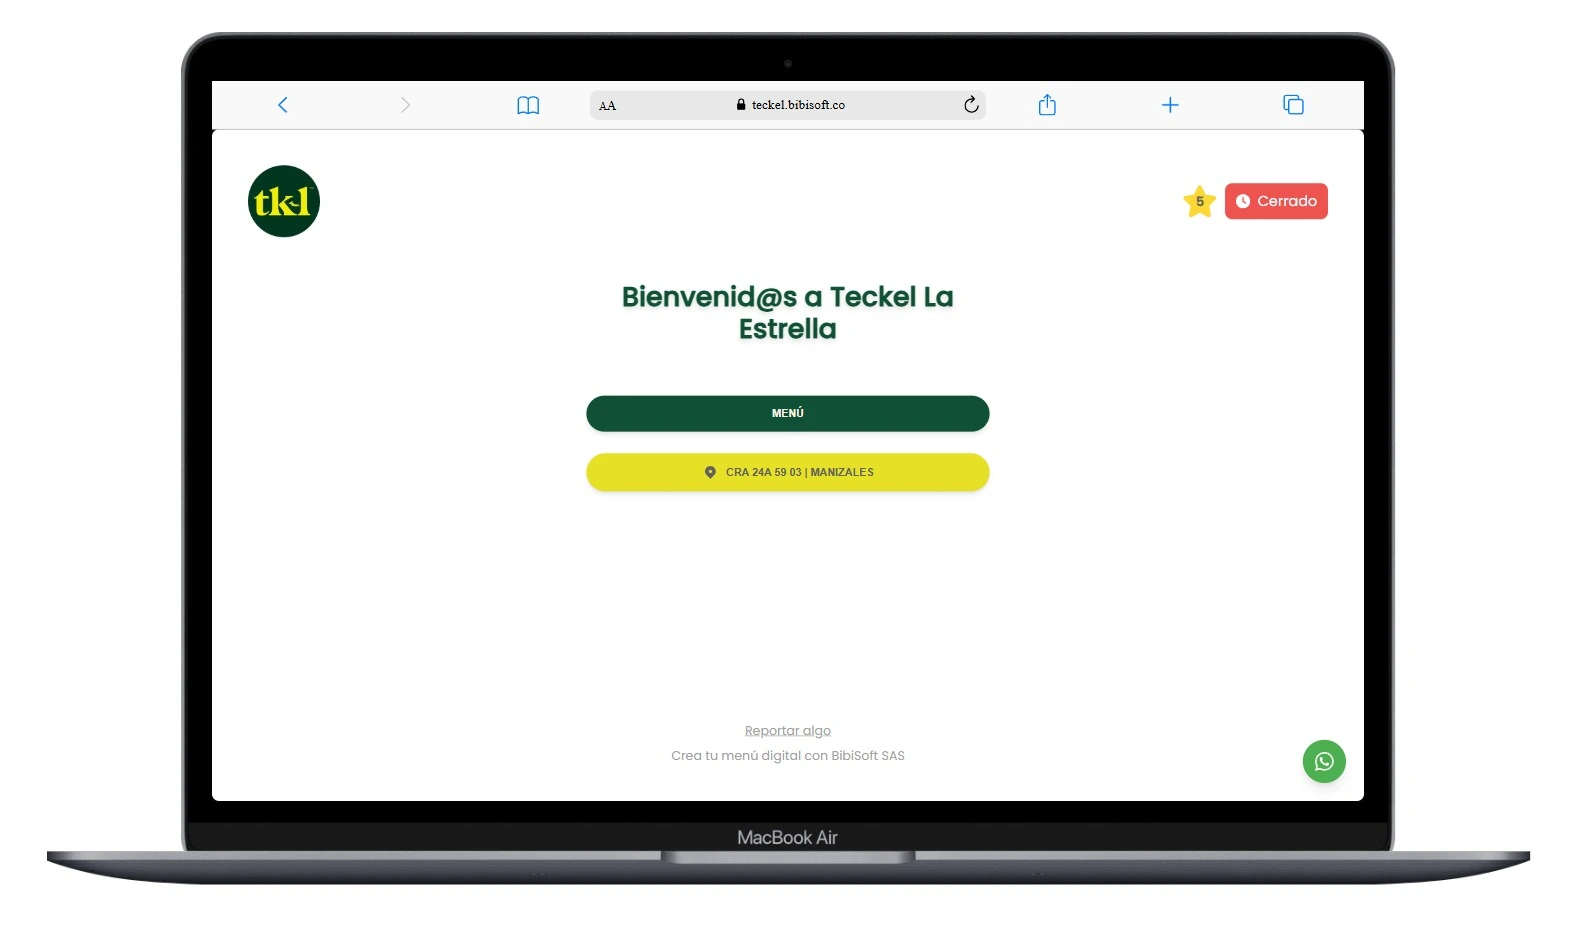 AA
teckel.bibisoft.co
tkl
5
Cerrado
Bienvenid@s a Teckel La
Estrella
MENÚ
CRA 24A 59 03 | MANIZALES
Reportar algo
Crea tu menú digital con BibiSoft SAS
MacBook Air